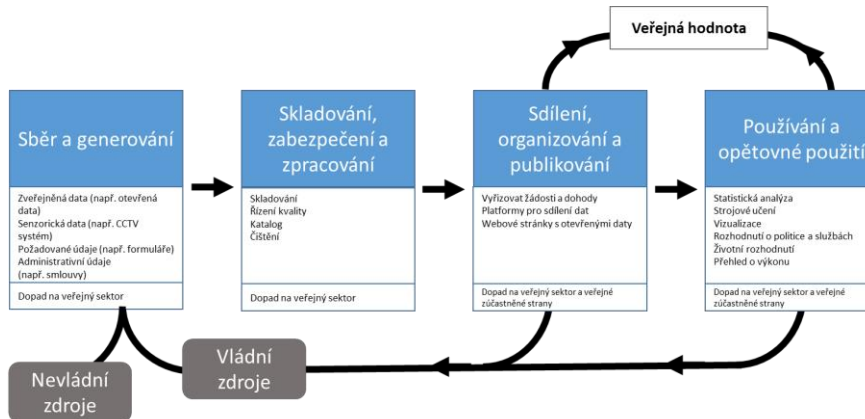 Veřejná hodnota
Sběr a generování
Zveřejněná data (např. otevřená
data)
Senzorická data (např. CCTV
systém)
Požadované údaje (např. formuláře)
Administrativní údaje
(např. smlouvy)
Dopad na veřejný sektor
Skladování,
zabezpečení a
zpracování
Skladování
Řízení kvality
Katalog
Čištění
Dopad na veřejný sektor
Sdílení,
organizování a
publikování
Vyřizovat žádosti a dohody
Platformy pro sdílení dat
Webové stránky s otevřenými daty
Dopad na veřejný sektor a veřejné
zúčastněné strany
Používání a
opětovné použití
Statistická analýza
Strojové učení
Vizualizace
Rozhodnutí o politice a službách
Životní rozhodnutí
Přehled o výkonu
Dopad na veřejný sektor a veřejné
zúčastněné strany
Nevládní
zdroje
Vládní
zdroje